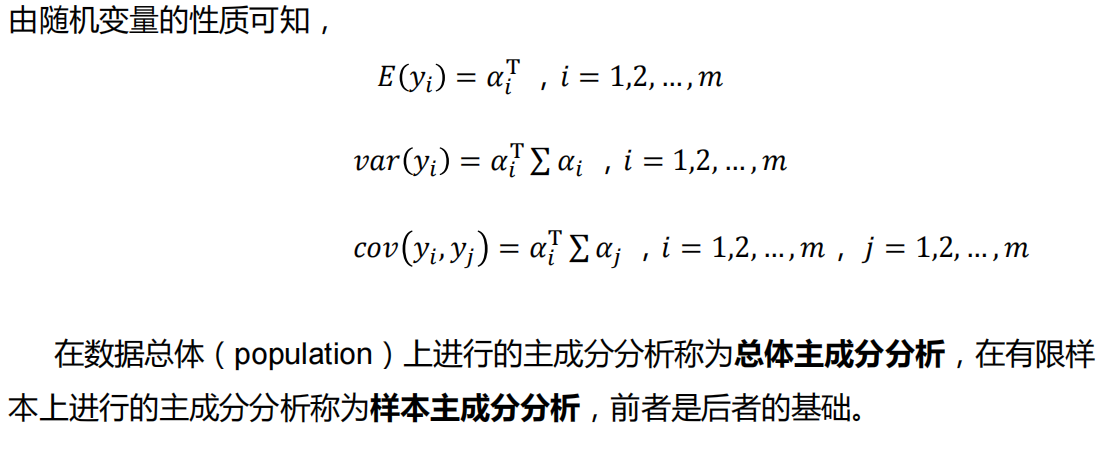 由随机变量的性质可知，
E(yᵢ) = αᵢᵀ ，i = 1,2, … , m
var(yᵢ) = αᵢᵀ ∑ αᵢ ，i = 1,2, … , m
cov(yᵢ, yⱼ) = αᵢᵀ ∑ αⱼ ，i = 1,2, … , m ，j = 1,2, … , m
在数据总体（population）上进行的主成分分析称为总体主成分分析，在有限样
本上进行的主成分分析称为样本主成分分析，前者是后者的基础。